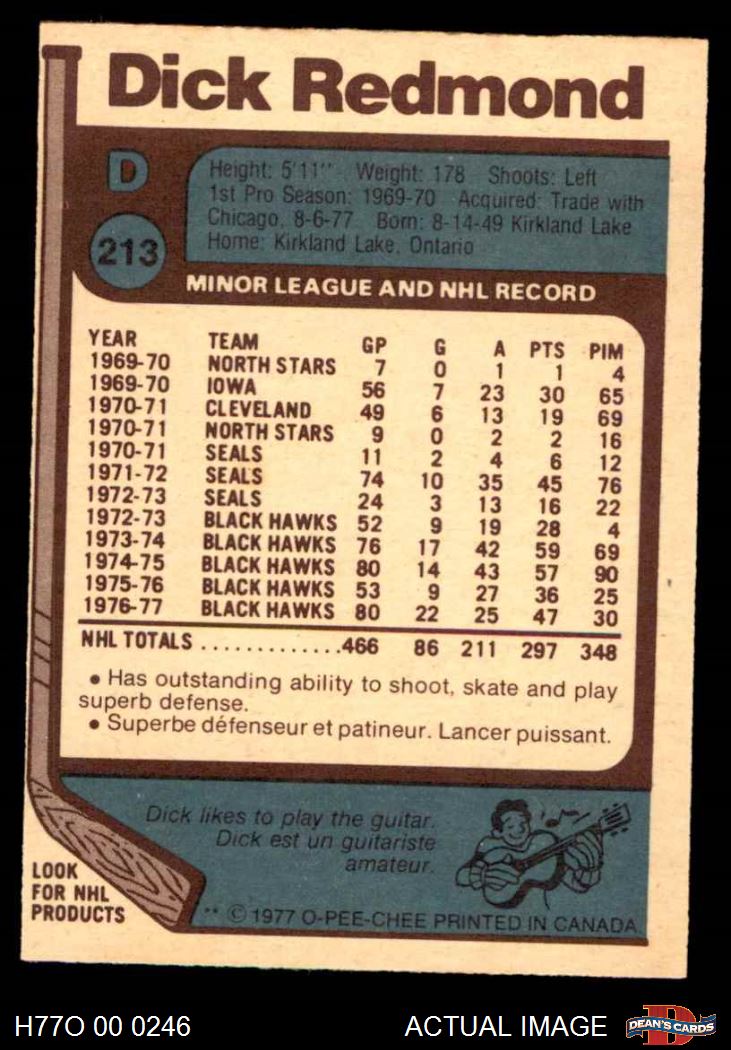 Dick Redmond
D
213
Height: 5'11" Weight: 178 Shoots: Left
1st Pro Season: 1969-70 Acquired: Trade with
Chicago, 8-6-77 Born: 8-14-49 Kirkland Lake
Home: Kirkland Lake, Ontario
MINOR LEAGUE AND NHL RECORD
YEAR TEAM GP G A PTS PIM
1969-70 NORTH STARS 7 0 1 1 4
1969-70 IOWA 56 7 23 30 65
1970-71 CLEVELAND 49 6 13 19 69
1970-71 NORTH STARS 9 0 2 2 16
1970-71 SEALS 11 2 4 6 12
1971-72 SEALS 74 10 35 45 76
1972-73 SEALS 24 3 13 16 22
1972-73 BLACK HAWKS 52 9 19 28 4
1973-74 BLACK HAWKS 76 17 42 59 69
1974-75 BLACK HAWKS 80 14 43 57 90
1975-76 BLACK HAWKS 53 9 27 36 25
1976-77 BLACK HAWKS 80 22 25 47 30
NHL TOTALS .............466 86 211 297 348
• Has outstanding ability to shoot, skate and play
superb defense.
• Superbe défenseur et patineur. Lancer puissant.
Dick likes to play the guitar.
Dick est un guitariste
amateur.
LOOK
FOR NHL
PRODUCTS
** © 1977 O-PEE-CHEE PRINTED IN CANADA
H77O 00 0246
ACTUAL IMAGE
D
DEAN'S CARDS